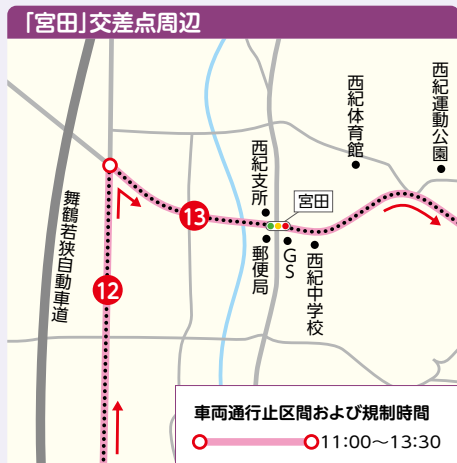 「宮田」交差点周辺
西紀運動公園
西紀体育館
西紀支所
宮田
13
舞鶴若狭自動車道
郵便局
GS
西紀中学校
12
車両通行止区間および規制時間
11:00〜13:30